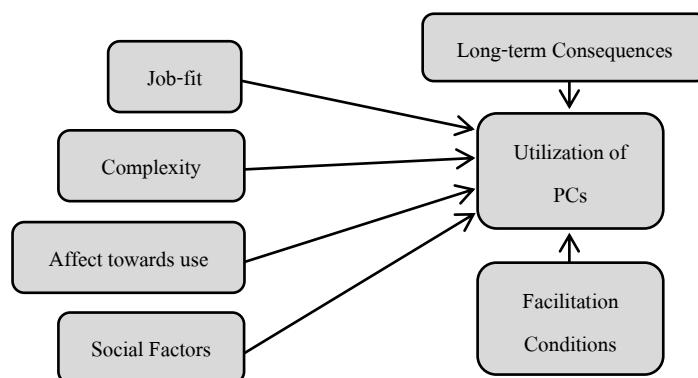 Long-term Consequences
Job-fit
Complexity
Utilization of
PCs
Affect towards use
Facilitation
Conditions
Social Factors